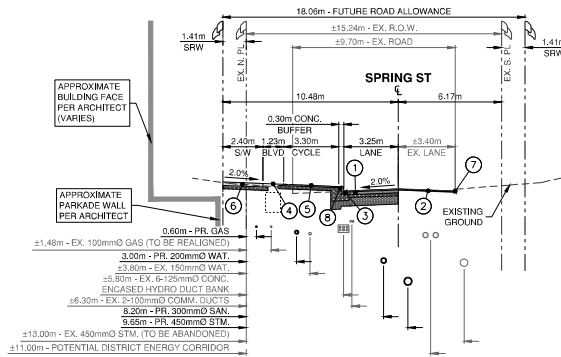 18.06m - FUTURE ROAD ALLOWANCE
±15.24m - EX. R.O.W.
1.41m
SRW
EX. N. PL
±9.70m - EX. ROAD
EX. S. PL
1.41m
SRW
SPRING ST
℄
10.48m
6.17m
0.30m CONC.
BUFFER
2.40m
S/W
1.23m
BLVD
3.30m
CYCLE
3.25m
LANE
±3.40m
EX. LANE
APPROXIMATE
BUILDING FACE
PER ARCHITECT
(VARIES)
2.0%
2.0%
1
7
6
4
5
8
3
2
EXISTING
GROUND
APPROXIMATE
PARKADE WALL
PER ARCHITECT
0.60m - PR. GAS
±1.48m - EX. 100mmØ GAS (TO BE REALIGNED)
3.00m - PR. 200mmØ WAT.
±3.80m - EX. 150mmØ WAT.
±5.80m - EX. 6-125mmØ CONC.
ENCASED HYDRO DUCT BANK
±6.30m - EX. 2-100mmØ COMM. DUCTS
8.20m - PR. 300mmØ SAN.
9.65m - PR. 450mmØ STM.
±13.00m - EX. 450mmØ STM. (TO BE ABANDONED)
±11.00m - POTENTIAL DISTRICT ENERGY CORRIDOR